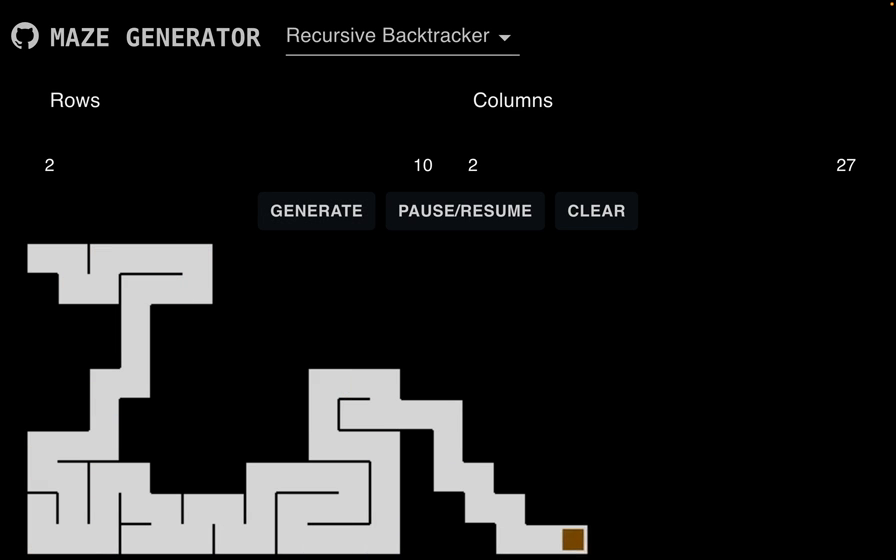 MAZE GENERATOR Recursive Backtracker
Rows Columns
2 10 2 27
GENERATE PAUSE/RESUME CLEAR